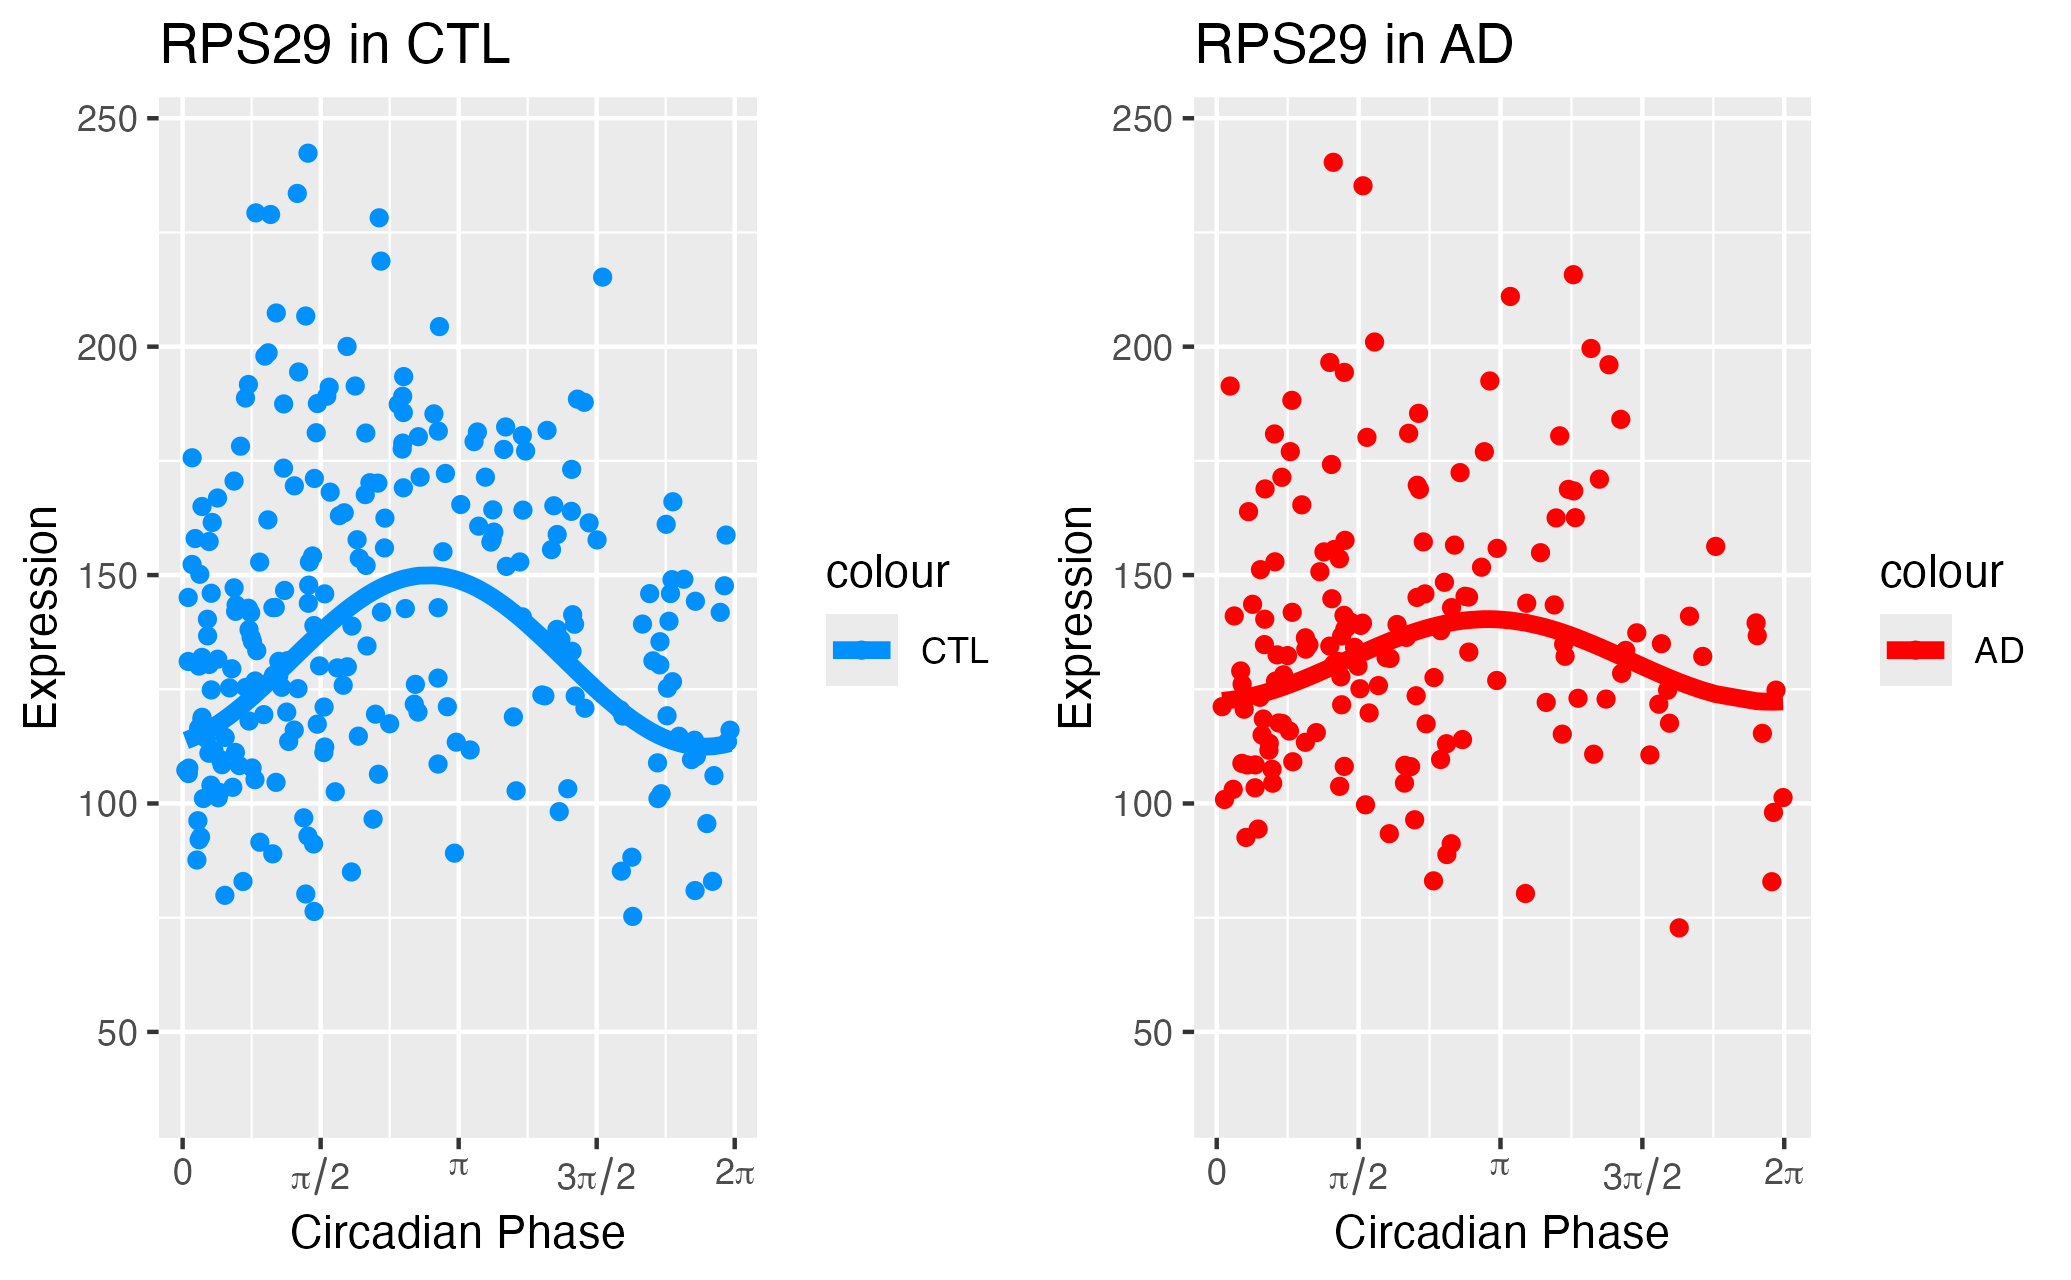 RPS29 in CTL
250
200
150
100
50
Expression
0
π/2
π
3π/2
2π
Circadian Phase
colour
CTL
RPS29 in AD
250
200
150
100
50
Expression
0
π/2
π
3π/2
2π
Circadian Phase
colour
AD